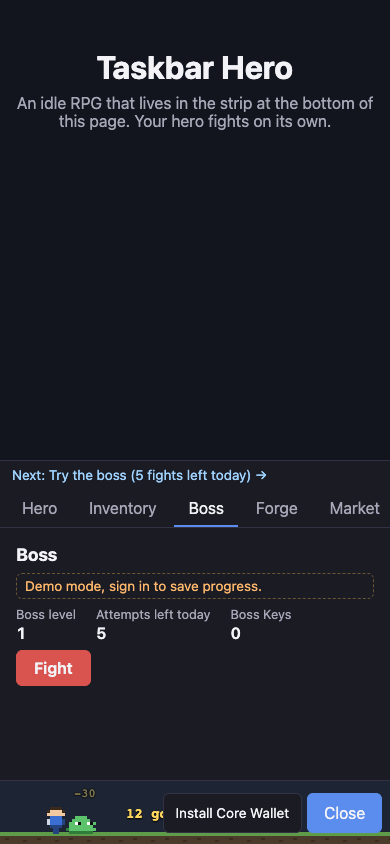 Taskbar Hero
An idle RPG that lives in the strip at the bottom of
this page. Your hero fights on its own.
Next: Try the boss (5 fights left today) →
Hero Inventory Boss Forge Market
Boss
Demo mode, sign in to save progress.
Boss level Attempts left today Boss Keys
1 5 0
Fight
−30
12 Install Core Wallet Close